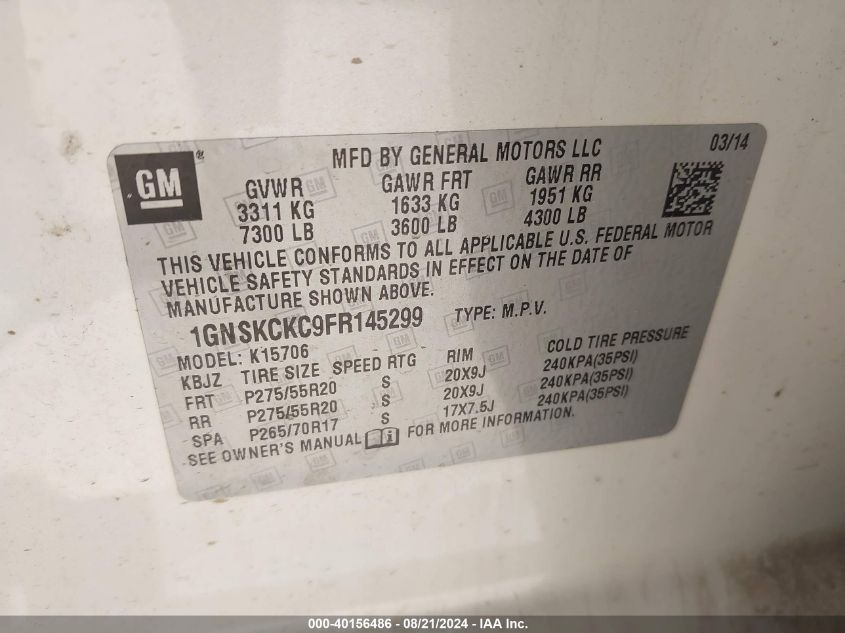 GM
®
MFD BY GENERAL MOTORS LLC
03/14
GVWR GAWR FRT GAWR RR
3311 KG 1633 KG 1951 KG
7300 LB 3600 LB 4300 LB
THIS VEHICLE CONFORMS TO ALL APPLICABLE U.S. FEDERAL MOTOR
VEHICLE SAFETY STANDARDS IN EFFECT ON THE DATE OF
MANUFACTURE SHOWN ABOVE.
1GNSKCKC9FR145299 TYPE: M.P.V.
MODEL: K15706
KBJZ TIRE SIZE SPEED RTG RIM COLD TIRE PRESSURE
FRT P275/55R20 S 20X9J 240KPA(35PSI)
RR P275/55R20 S 20X9J 240KPA(35PSI)
SPA P265/70R17 S 17X7.5J 240KPA(35PSI)
SEE OWNER'S MANUAL FOR MORE INFORMATION.
000-40156486 - 08/21/2024 - IAA Inc.